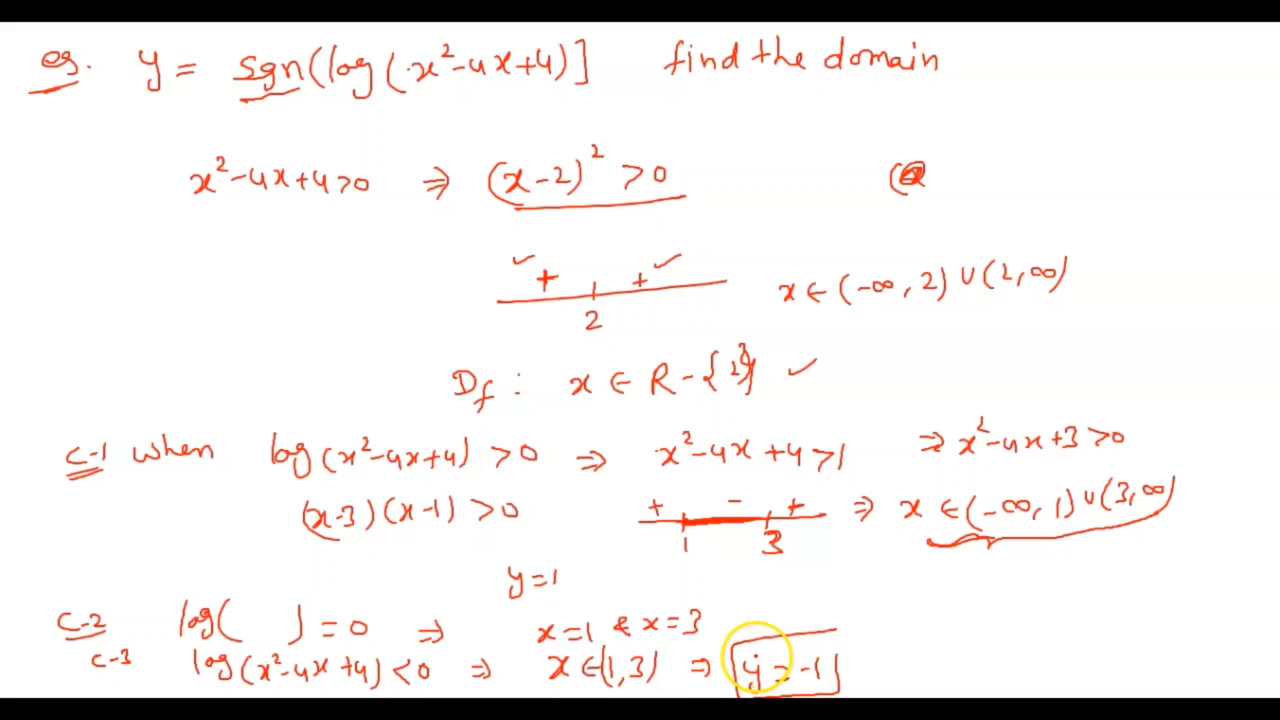 eg. y = sgn(log(x²-4x+4)] find the domain
x²-4x+4>0 ⇒ (x-2)² >0
+ +
2
x ∈ (-∞, 2) ∪ (2, ∞)
Df : x ∈ R - {2} ✓
C-1 when log(x²-4x+4) >0 ⇒ x²-4x+4>1 ⇒ x²-4x+3>0
(x-3)(x-1) >0 + - + ⇒ x ∈ (-∞, 1) ∪ (3, ∞)
1 3
y=1
C-2 log( ) = 0 ⇒ x=1 & x=3
C-3 log(x²-4x+4) <0 ⇒ x ∈ (1,3) ⇒ y = -1